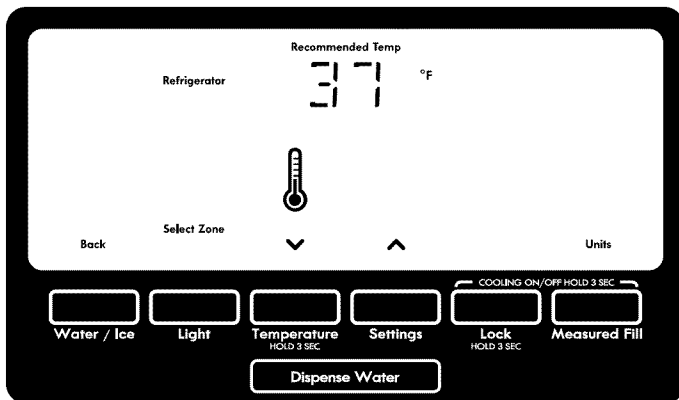 Recommended Temp
Refrigerator 37 °F
Select Zone
Back Units
COOLING ON/OFF HOLD 3 SEC
Water / Ice Light Temperature Settings Lock Measured Fill
HOLD 3 SEC HOLD 3 SEC
Dispense Water